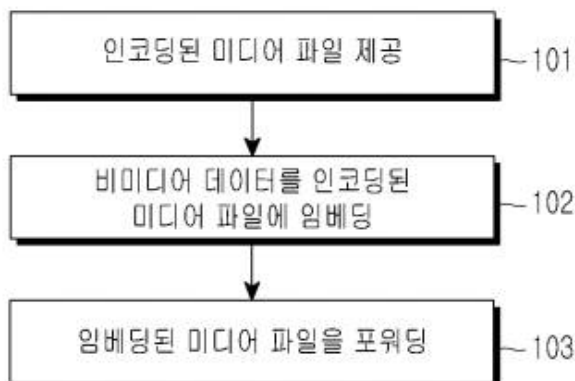 인코딩된 미디어 파일 제공
101
비미디어 데이터를 인코딩된
미디어 파일에 임베딩
102
임베딩된 미디어 파일을 포워딩
103